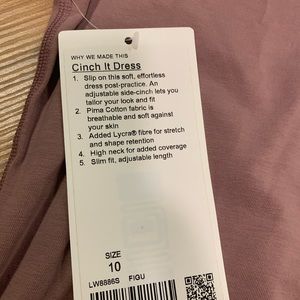 WHY WE MADE THIS
Cinch It Dress
1. Slip on this soft, effortless
dress post-practice. An
adjustable side-cinch lets you
tailor your look and fit
2. Pima Cotton fabric is
breathable and soft against
your skin
3. Added Lycra® fibre for stretch
and shape retention
4. High neck for added coverage
5. Slim fit, adjustable length
SIZE
10
LW8886S FIGU